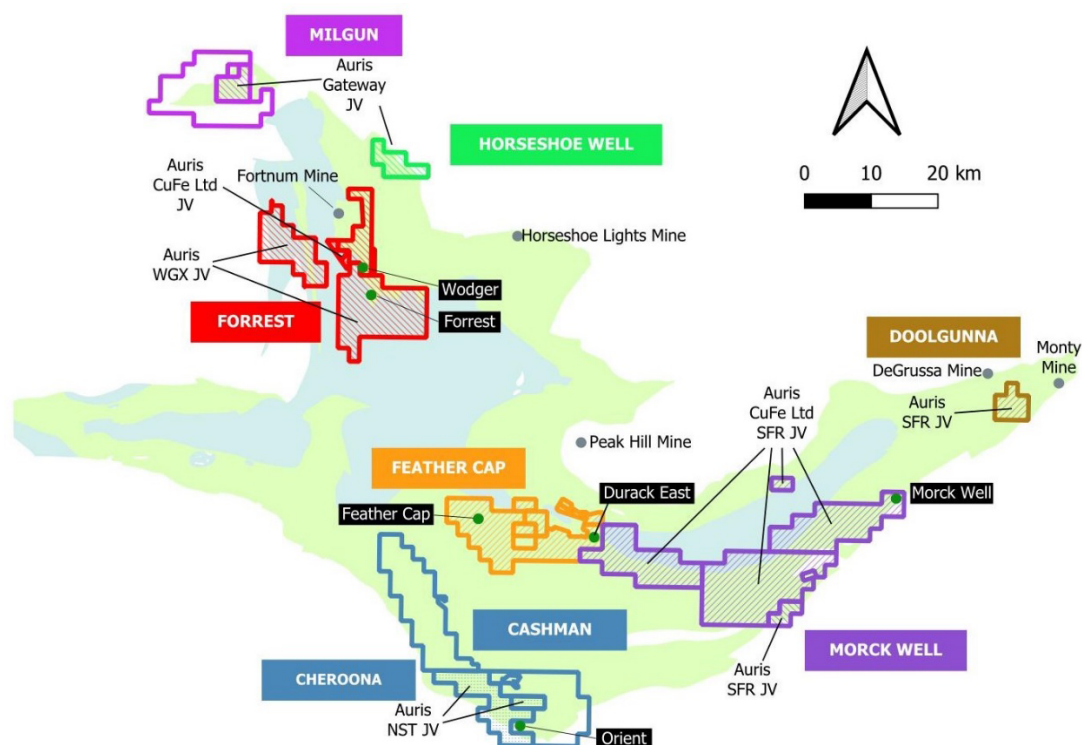 MILGUN
Auris
Gateway
JV
HORSESHOE WELL
0 10 20 km
Auris
CuFe Ltd
JV
Fortnum Mine
Horseshoe Lights Mine
Auris
WGX JV
Wodger
Forrest
FORREST
DOOLGUNNA
Monty
Mine
DeGrussa Mine
Auris
SFR JV
Auris
CuFe Ltd
SFR JV
Peak Hill Mine
FEATHER CAP
Durack East
Morck Well
Feather Cap
CASHMAN
MORCK WELL
CHEROONA
Auris
SFR JV
Auris
NST JV
Orient